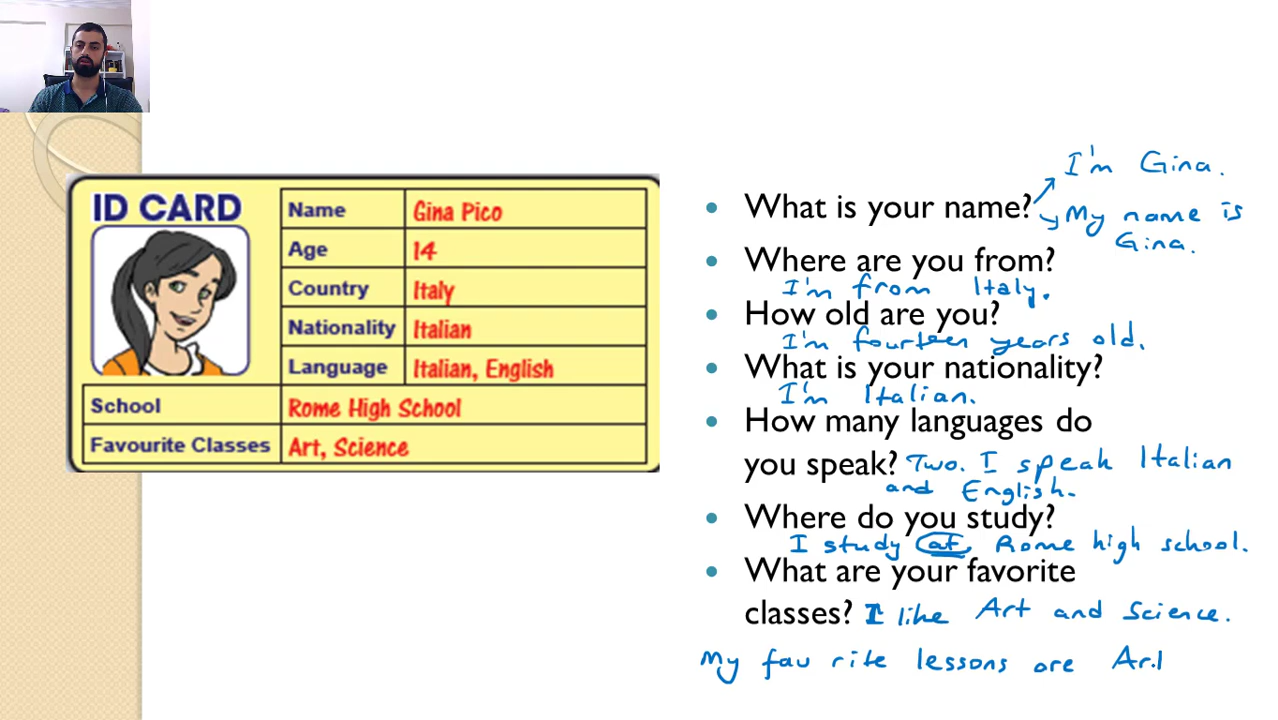 ID CARD
Name Gina Pico
Age 14
Country Italy
Nationality Italian
Language Italian, English
School Rome High School
Favourite Classes Art, Science
I'm Gina.
What is your name?
My name is
Gina.
Where are you from?
I'm from Italy.
How old are you?
I'm fourteen years old.
What is your nationality?
I'm Italian.
How many languages do
you speak? Two. I speak Italian
and English.
Where do you study?
I study at Rome high school.
What are your favorite
classes? I like Art and Science.
My fav rite lessons are Art